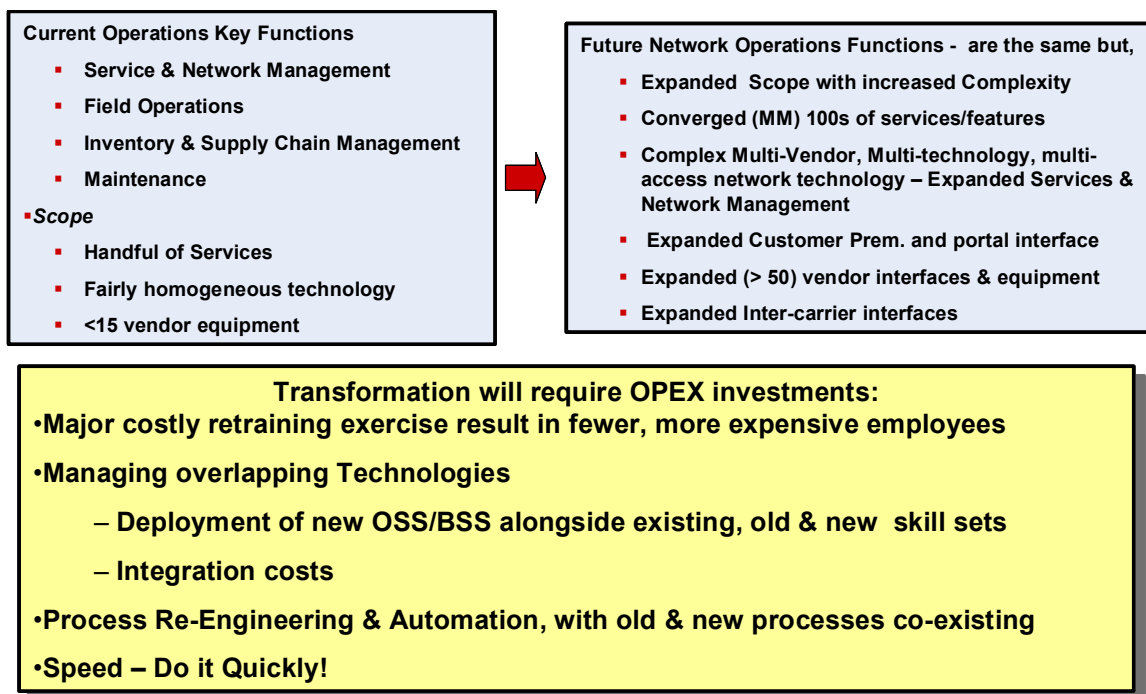 Current Operations Key Functions
▪ Service & Network Management
▪ Field Operations
▪ Inventory & Supply Chain Management
▪ Maintenance
▪Scope
▪ Handful of Services
▪ Fairly homogeneous technology
▪ <15 vendor equipment
Future Network Operations Functions - are the same but,
▪ Expanded Scope with increased Complexity
▪ Converged (MM) 100s of services/features
▪ Complex Multi-Vendor, Multi-technology, multi-
access network technology – Expanded Services &
Network Management
▪ Expanded Customer Prem. and portal interface
▪ Expanded (> 50) vendor interfaces & equipment
▪ Expanded Inter-carrier interfaces
Transformation will require OPEX investments:
•Major costly retraining exercise result in fewer, more expensive employees
•Managing overlapping Technologies
– Deployment of new OSS/BSS alongside existing, old & new skill sets
– Integration costs
•Process Re-Engineering & Automation, with old & new processes co-existing
•Speed – Do it Quickly!